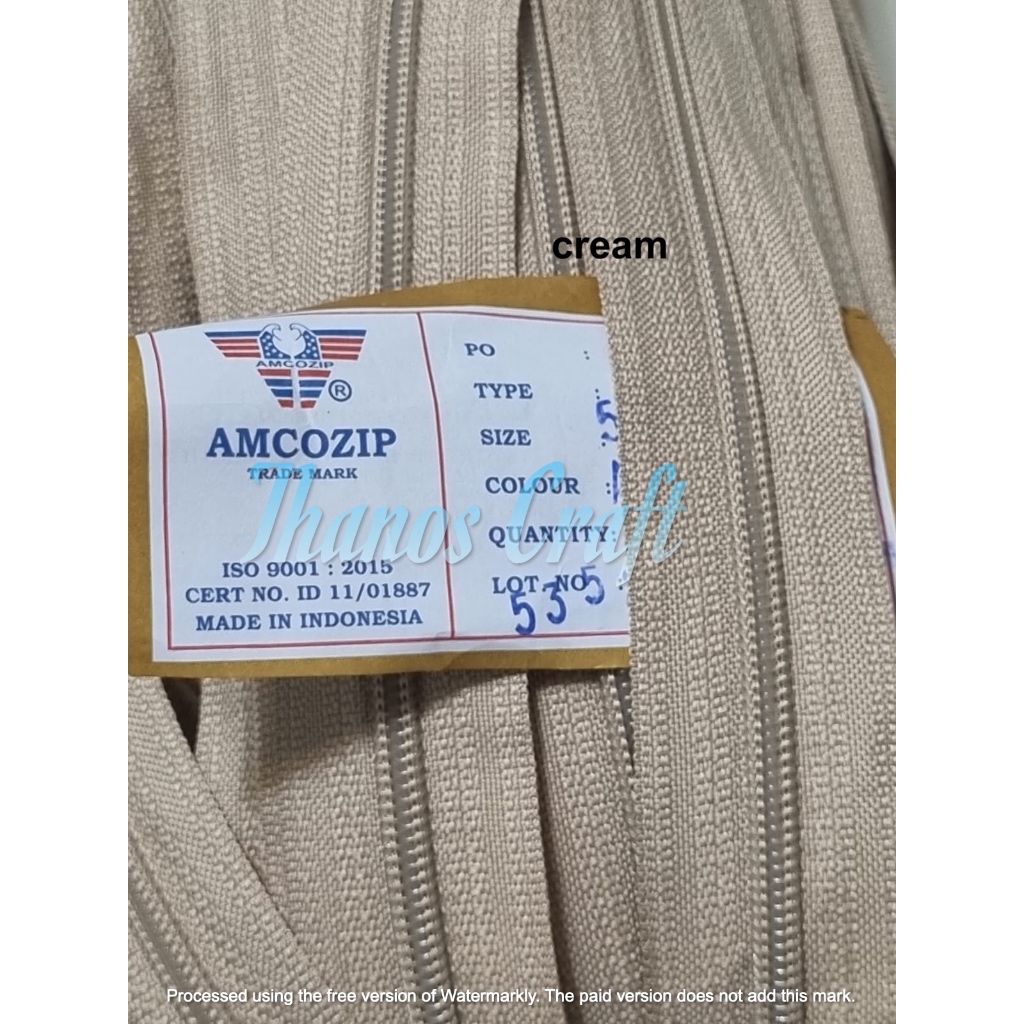 cream
AMCOZIP
®
AMCOZIP
TRADE MARK
ISO 9001 : 2015
CERT NO. ID 11/01887
MADE IN INDONESIA
PO :
TYPE :
SIZE :
COLOUR :
QUANTITY:
LOT. NO :
535
Thanos Craft
Processed using the free version of Watermarkly. The paid version does not add this mark.